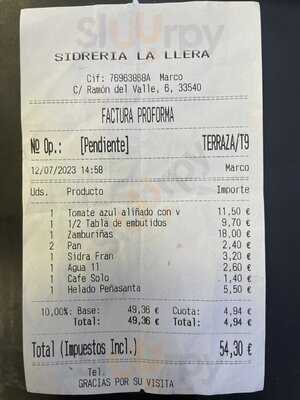 Sluurpy
SIDRERIA LA LLERA
Cif: 76963868A Marco
C/ Ramón del Valle, 6, 33540
FACTURA PROFORMA
Nº Op.: [Pendiente] TERRAZA/T9
12/07/2023 14:58 Marco
Uds. Producto Importe
1 Tomate azul aliñado con v 11,50 €
1 1/2 Tabla de embutidos 9,70 €
1 Zamburiñas 18,00 €
2 Pan 2,40 €
1 Sidra Fran 3,20 €
1 Agua 1l 2,60 €
1 Cafe Solo 1,40 €
1 Helado Peñasanta 5,50 €
10,00%: Base: 49,36 € Cuota: 4,94 €
Total: 49,36 € Total: 4,94 €
Total (Impuestos Incl.) 54,30 €
Tel.
GRACIAS POR SU VISITA